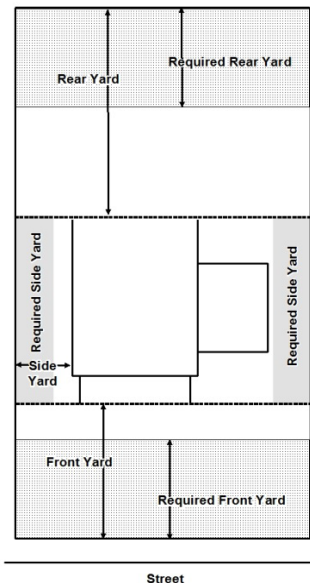 Required Rear Yard
Rear Yard
Required Side Yard
Required Side Yard
Side
Yard
Front Yard
Required Front Yard
Street